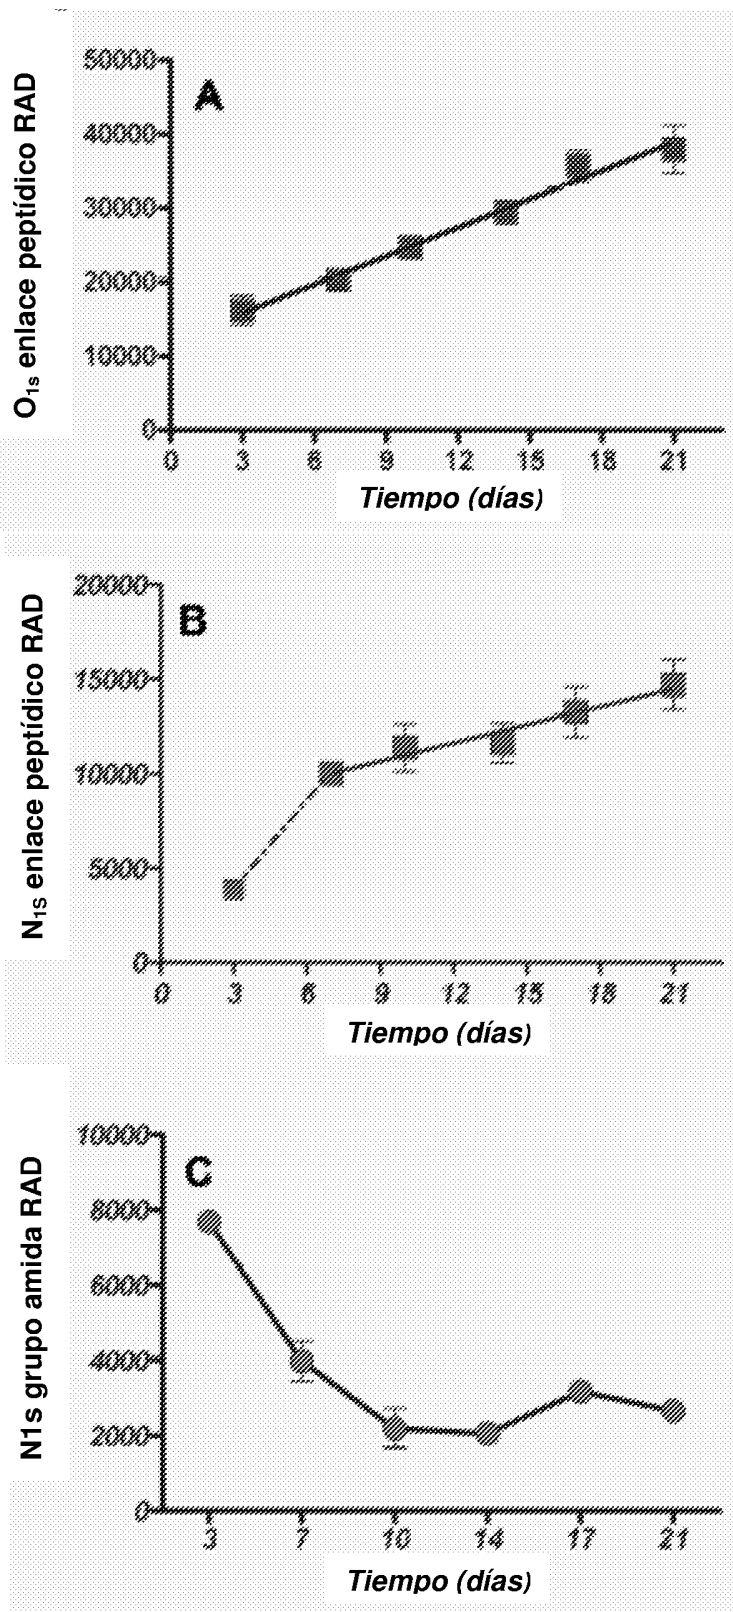 A
O1s enlace peptídico RAD
50000
40000
30000
20000
10000
0
0 3 6 9 12 15 18 21
Tiempo (días)
B
N1S enlace peptídico RAD
20000
15000
10000
5000
0
0 3 6 9 12 15 18 21
Tiempo (días)
C
N1s grupo amida RAD
10000
8000
6000
4000
2000
0
3 7 10 14 17 21
Tiempo (días)